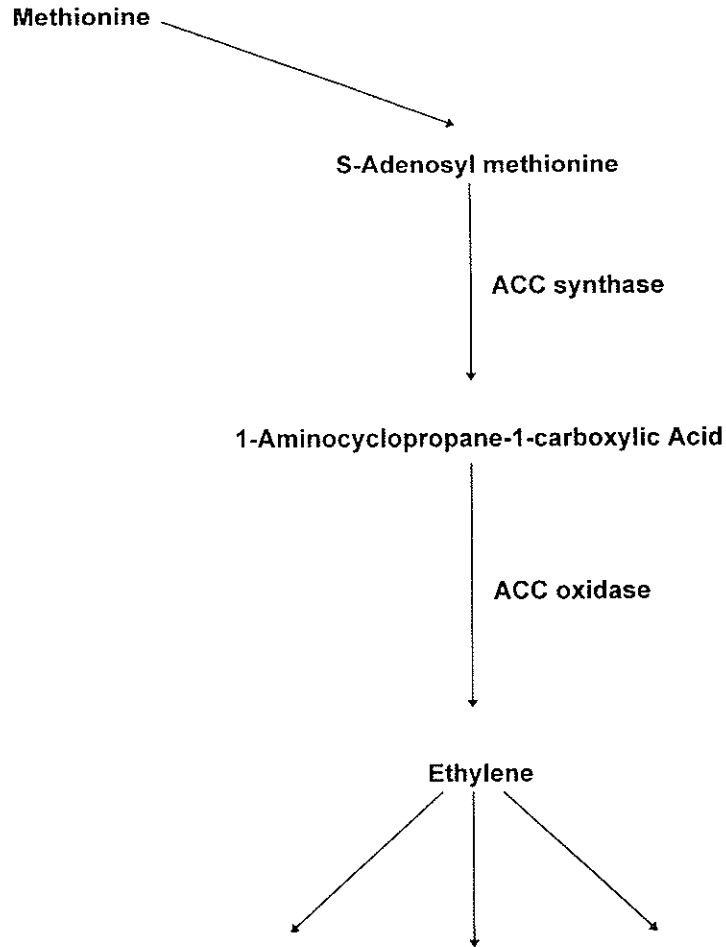 Methionine
S-Adenosyl methionine
ACC synthase
1-Aminocyclopropane-1-carboxylic Acid
ACC oxidase
Ethylene